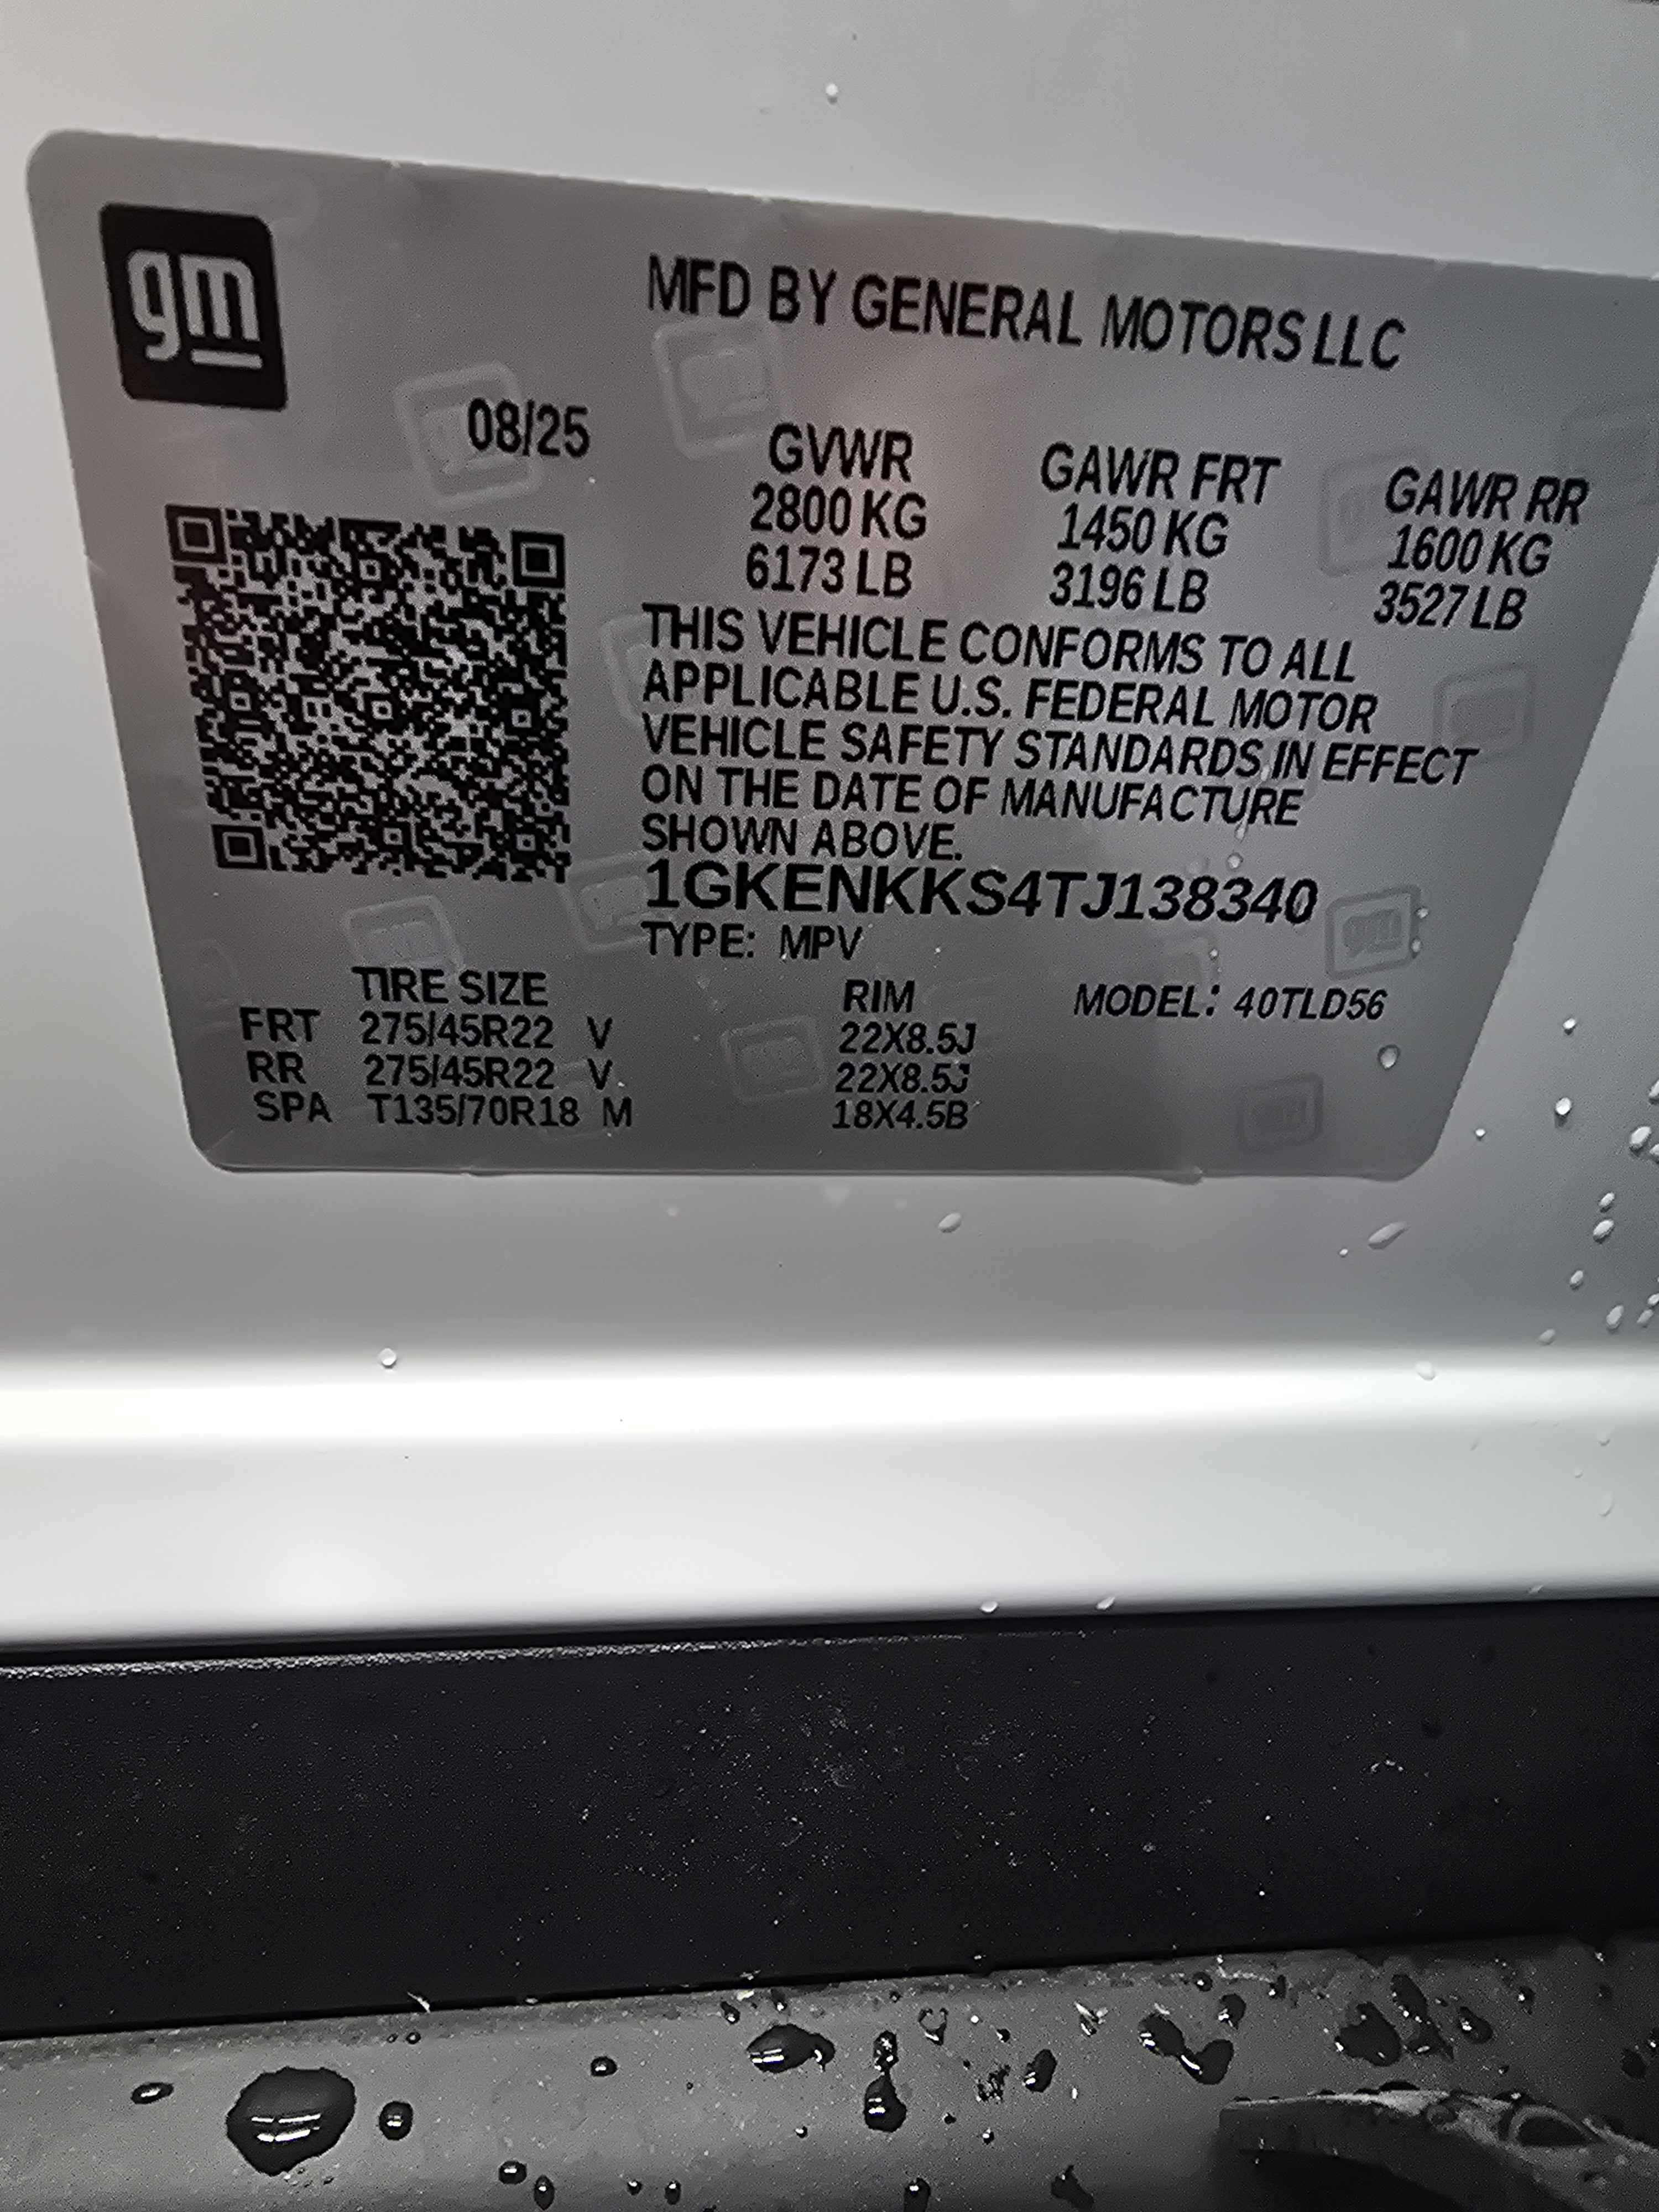 gm
MFD BY GENERAL MOTORS LLC
08/25
GVWR GAWR FRT GAWR RR
2800 KG 1450 KG 1600 KG
6173 LB 3196 LB 3527 LB
THIS VEHICLE CONFORMS TO ALL
APPLICABLE U.S. FEDERAL MOTOR
VEHICLE SAFETY STANDARDS IN EFFECT
ON THE DATE OF MANUFACTURE
SHOWN ABOVE.
1GKENKKS4TJ138340
TYPE: MPV
TIRE SIZE RIM MODEL: 40TLD56
FRT 275/45R22 V 22X8.5J
RR 275/45R22 V 22X8.5J
SPA T135/70R18 M 18X4.5B